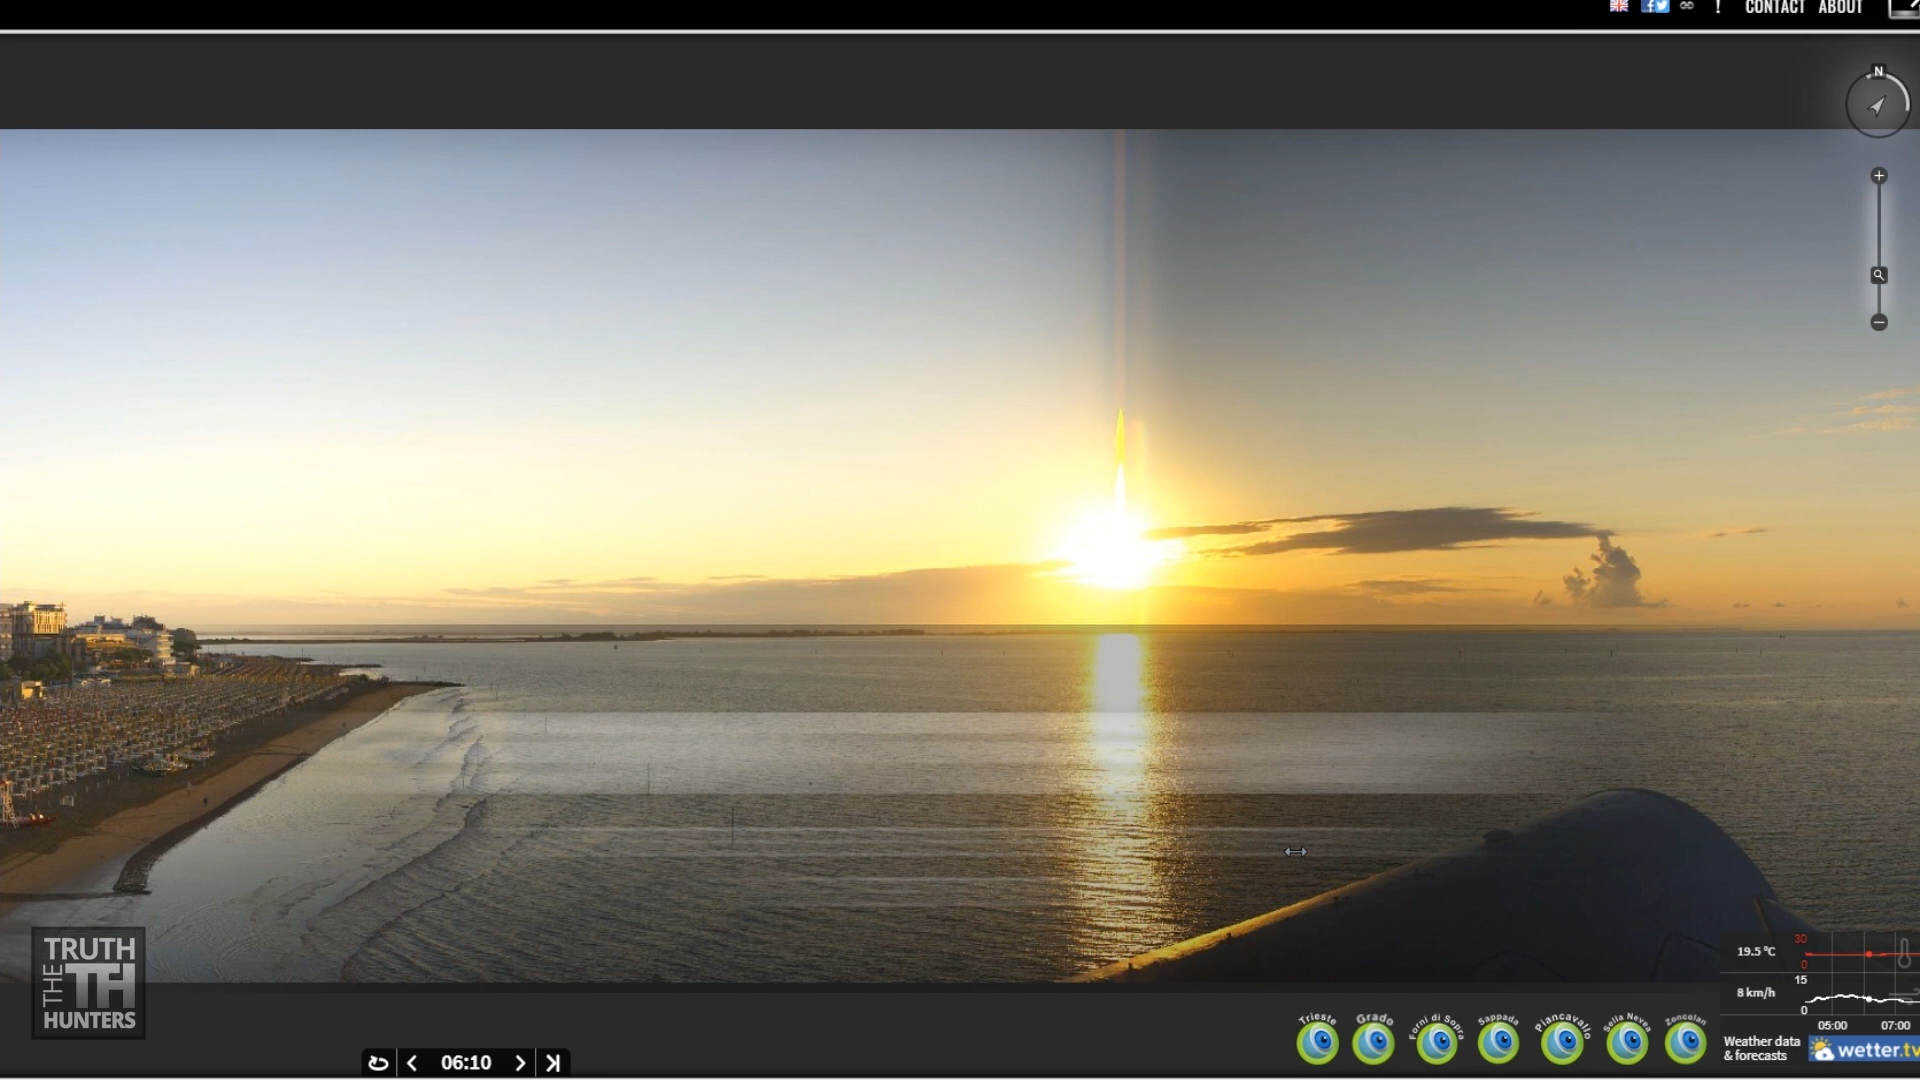 ! CONTACT ABOUT
N
TRUTH
THE TH
HUNTERS
06:10
Trieste
Grado
Forni di Sopra
Sappada
Piancavallo
Sella Nevea
Zoncolan
19.5 °C
30
0
8 km/h
15
0
05:00 07:00
Weather data
& forecasts
wetter.tv